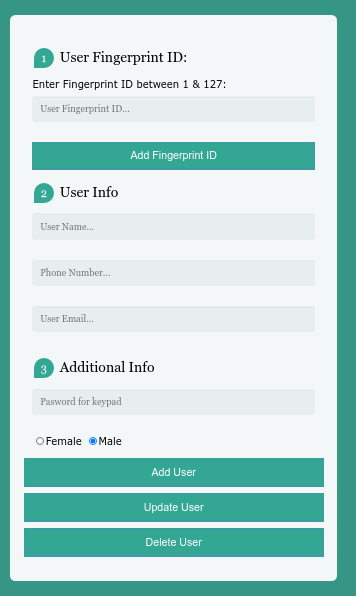 1 User Fingerprint ID:
Enter Fingerprint ID between 1 & 127:
User Fingerprint ID...
Add Fingerprint ID
2 User Info
User Name...
Phone Number...
User Email...
3 Additional Info
Pasword for keypad
Female Male
Add User
Update User
Delete User